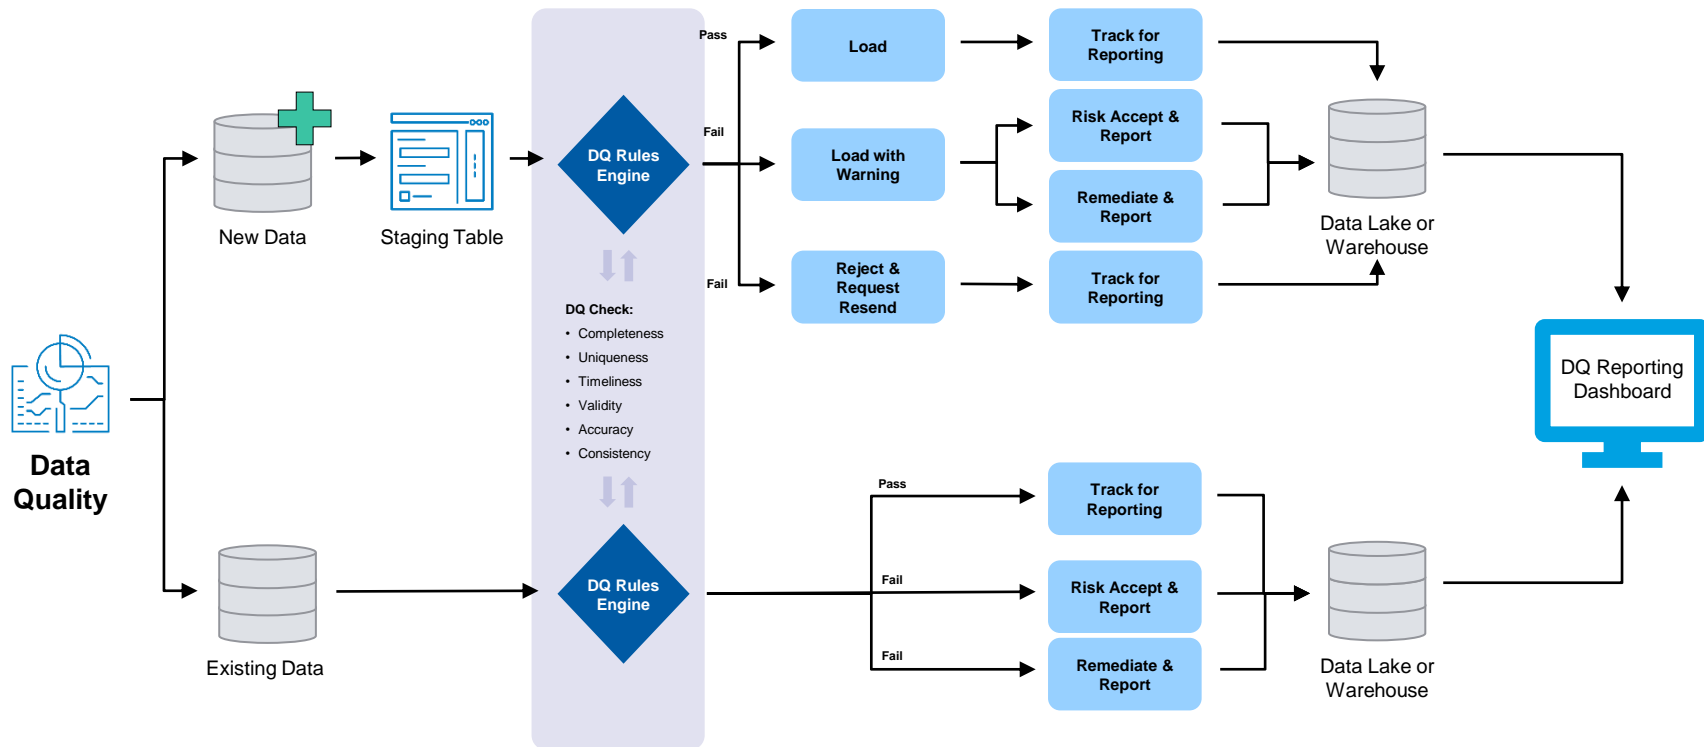 Pass
Load
Track for
Reporting
Fail
Risk Accept &
Report
DQ Rules
Engine
Load with
Warning
Remediate &
Report
New Data
Staging Table
Data Lake or
Warehouse
Fail
Reject &
Request
Resend
Track for
Reporting
DQ Check:
• Completeness
• Uniqueness
• Timeliness
• Validity
• Accuracy
• Consistency
DQ Reporting
Dashboard
Data
Quality
Pass
Track for
Reporting
DQ Rules
Engine
Fail
Risk Accept &
Report
Existing Data
Fail
Remediate &
Report
Data Lake or
Warehouse